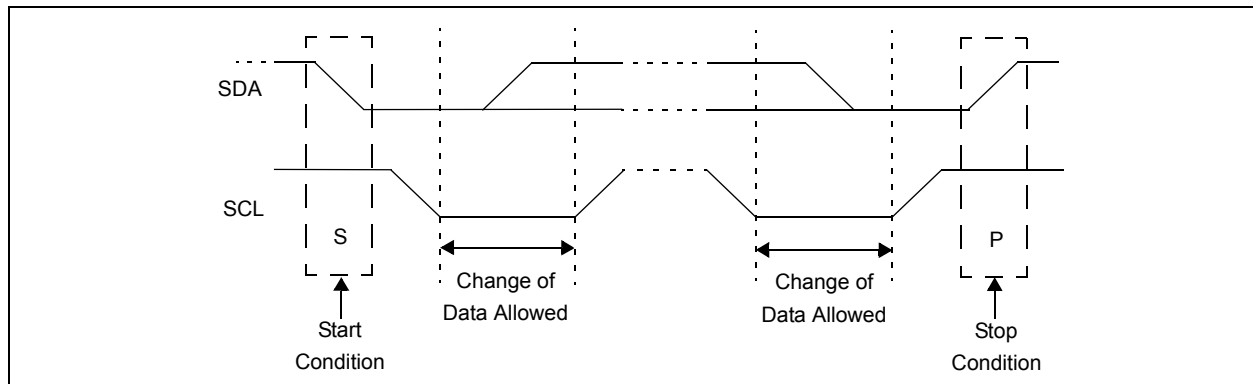 SDA
SCL
S
P
Change of
Data Allowed
Change of
Data Allowed
Start
Condition
Stop
Condition